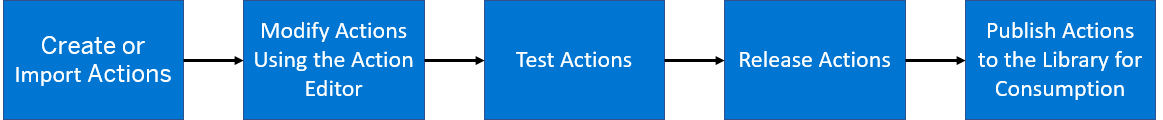 Create or
Import Actions
Modify Actions
Using the Action
Editor
Test Actions
Release Actions
Publish Actions
to the Library for
Consumption